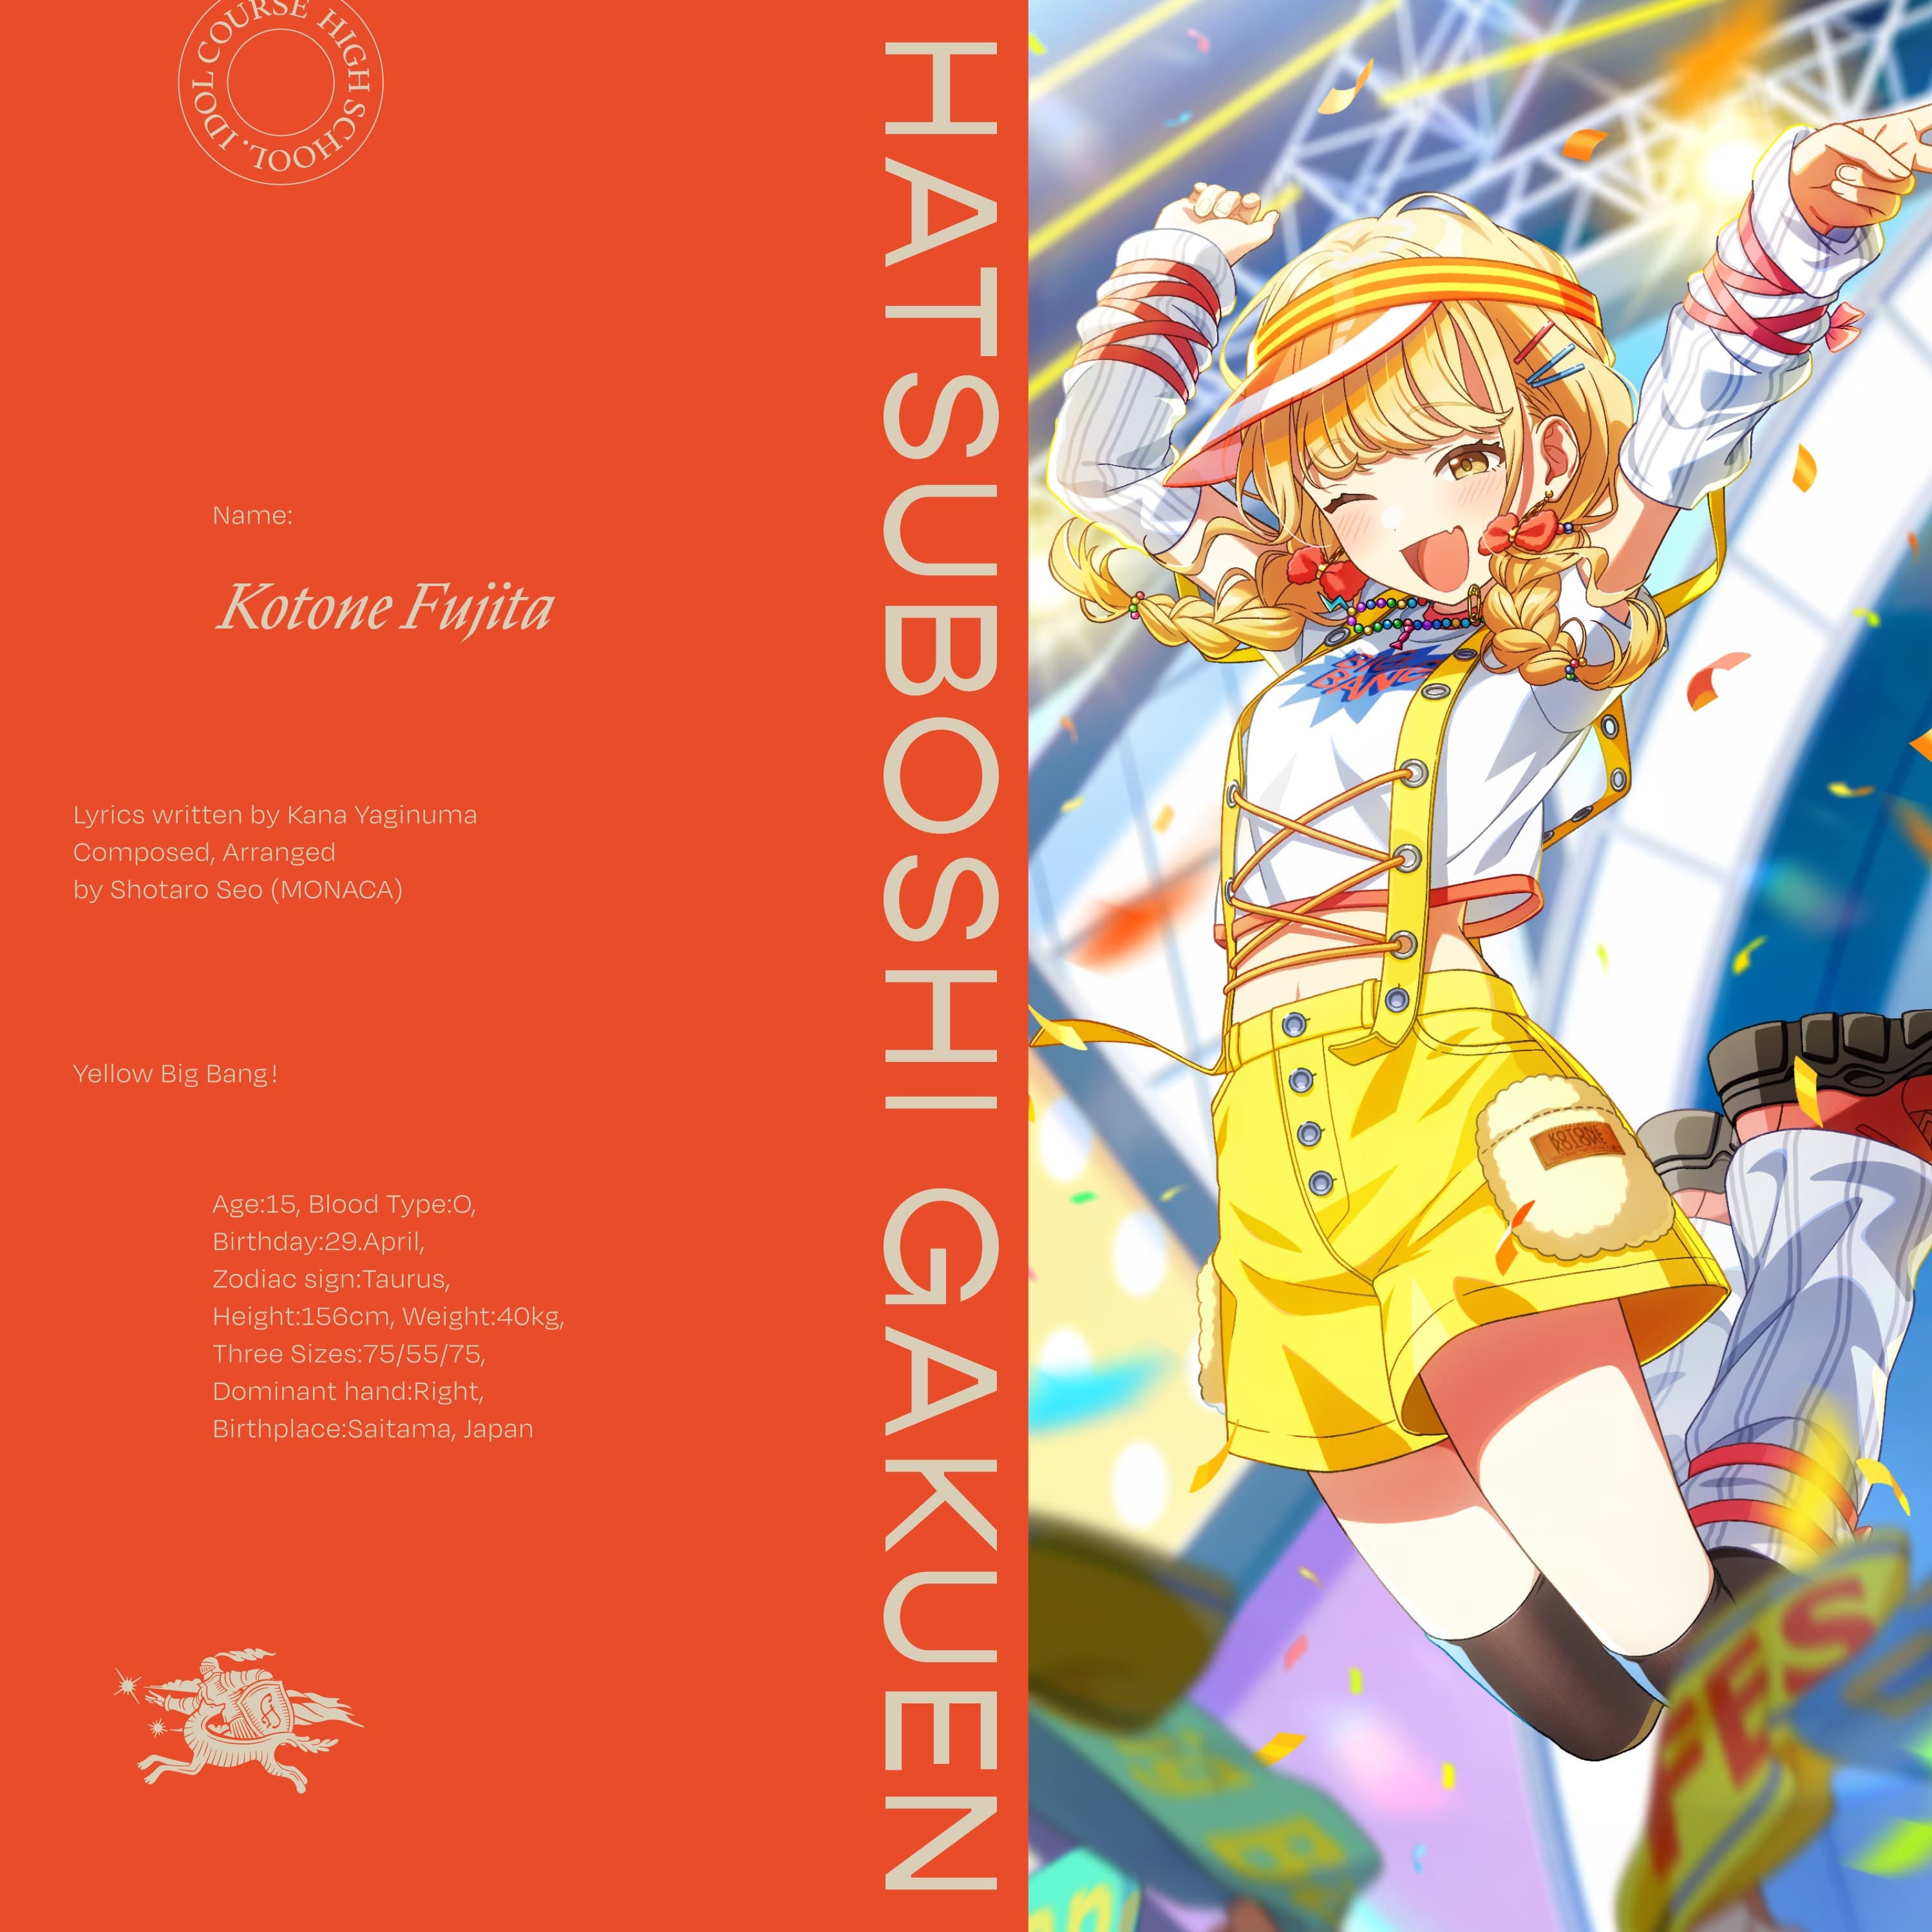 IDOL COURSE HIGH SCHOOL.
Name:
Kotone Fujita
Lyrics written by Kana Yaginuma
Composed, Arranged
by Shotaro Seo (MONACA)
Yellow Big Bang!
Age:15, Blood Type:O,
Birthday:29.April,
Zodiac sign:Taurus,
Height:156cm, Weight:40kg,
Three Sizes:75/55/75,
Dominant hand:Right,
Birthplace:Saitama, Japan
HATSUBOSHI GAKUEN
BIG
BANG
KOTONE
FES